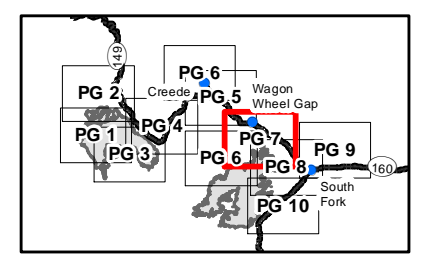 149
PG 6
Creede
PG 2
PG 5
Wagon
Wheel Gap
PG 1
PG 4
PG 3
PG 7
PG 6
PG 8
PG 9
160
South
Fork
PG 10